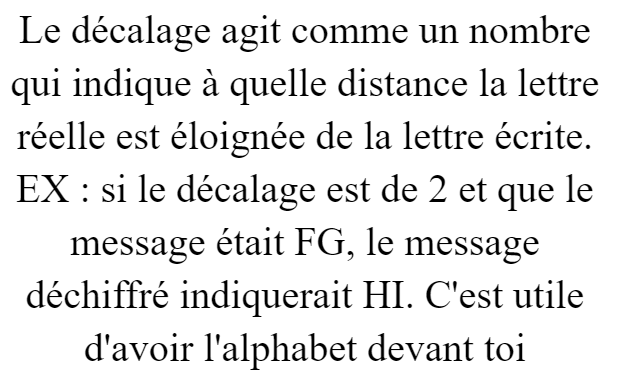 Le décalage agit comme un nombre
qui indique à quelle distance la lettre
réelle est éloignée de la lettre écrite.
EX : si le décalage est de 2 et que le
message était FG, le message
déchiffré indiquerait HI. C'est utile
d'avoir l'alphabet devant toi